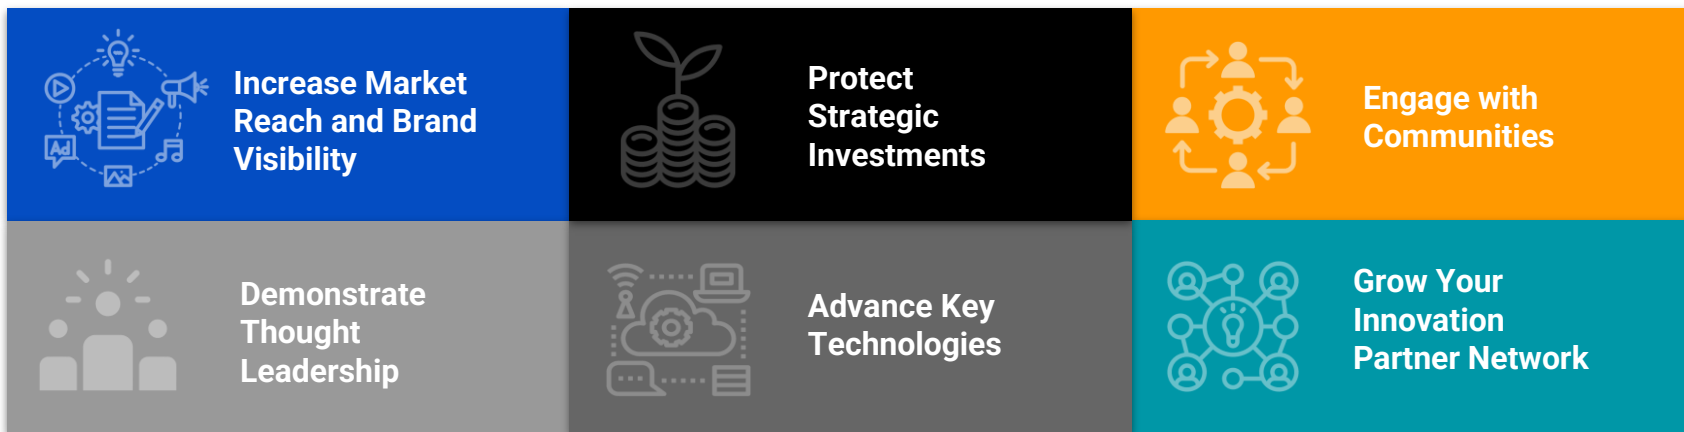 Increase Market
Reach and Brand
Visibility
Ad
Protect
Strategic
Investments
Engage with
Communities
Demonstrate
Thought
Leadership
Advance Key
Technologies
Grow Your
Innovation
Partner Network